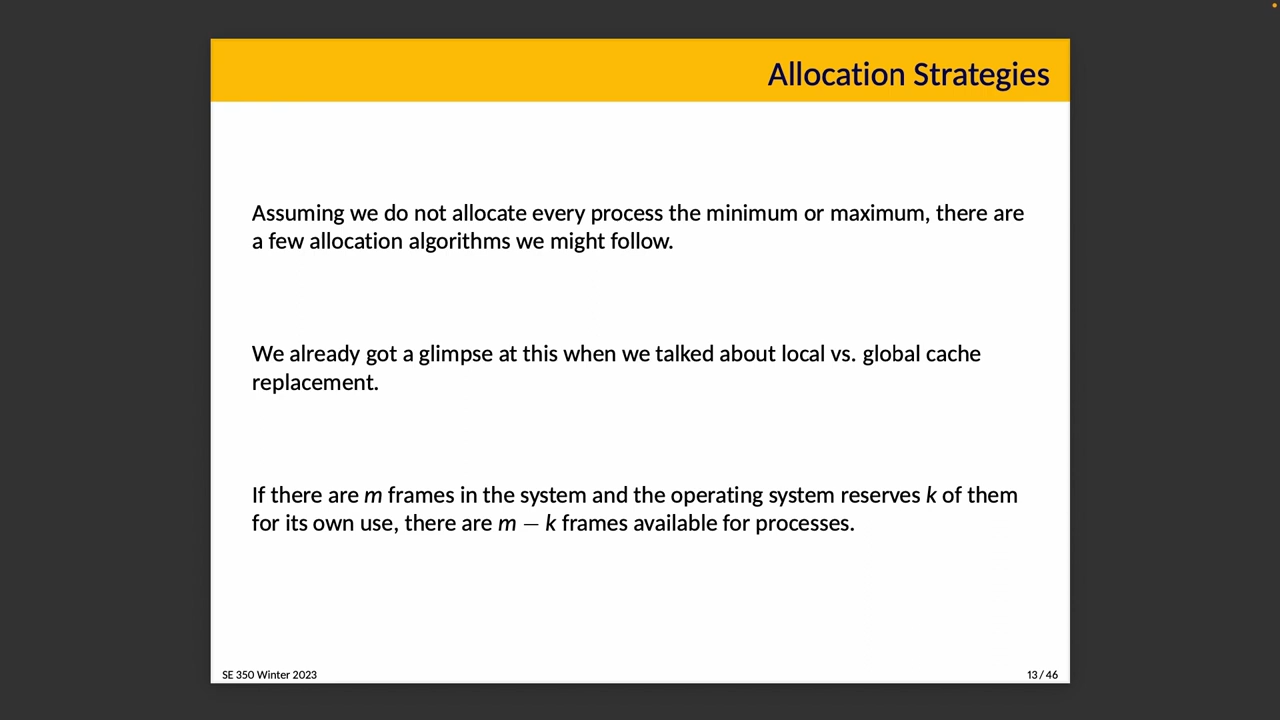 Allocation Strategies
Assuming we do not allocate every process the minimum or maximum, there are
a few allocation algorithms we might follow.
We already got a glimpse at this when we talked about local vs. global cache
replacement.
If there are m frames in the system and the operating system reserves k of them
for its own use, there are m − k frames available for processes.
SE 350 Winter 2023
13 / 46